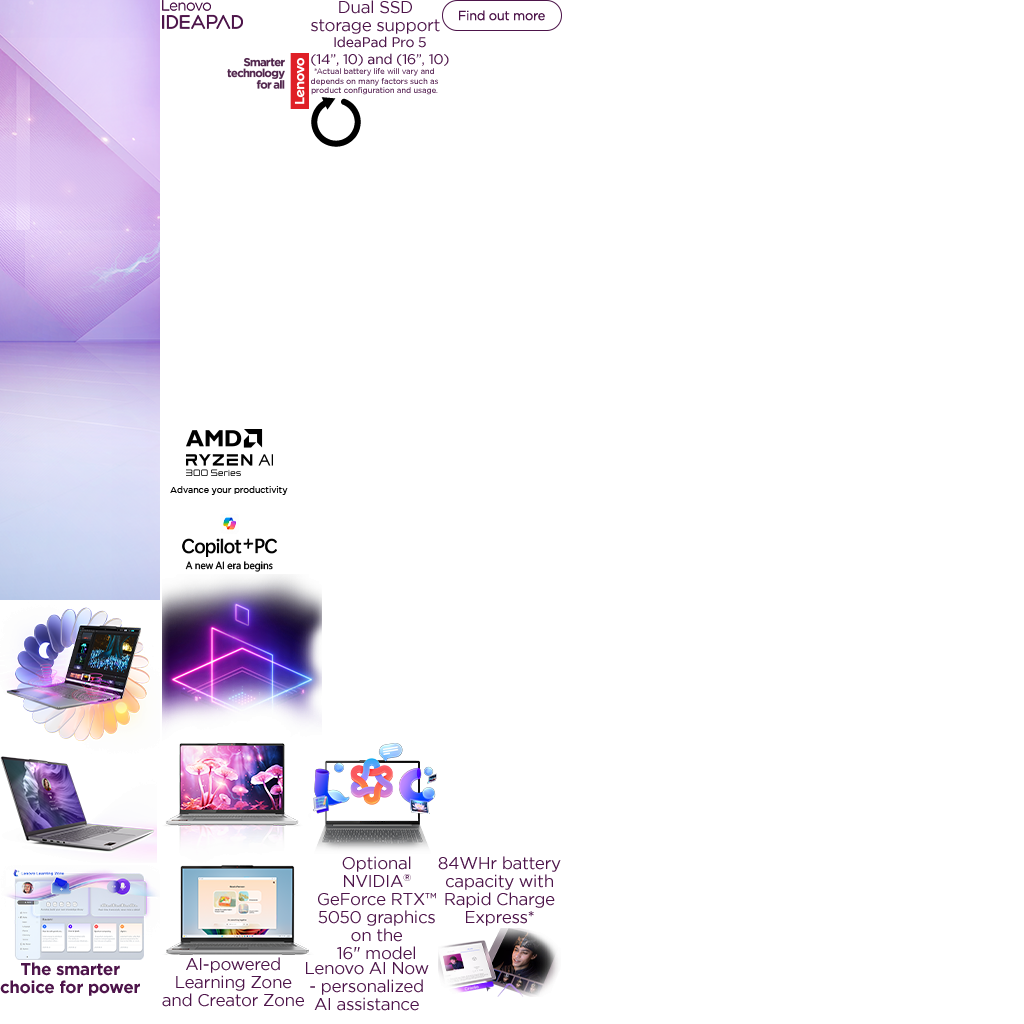 Lenovo
IDEAPAD
Dual SSD
storage support
IdeaPad Pro 5
(14”, 10) and (16”, 10)
*Actual battery life will vary and
depends on many factors such as
product configuration and usage.
Find out more
Smarter
technology
for all
Lenovo
AMD
RYZEN AI
300 Series
Advance your productivity
Copilot+PC
A new AI era begins
Lenovo Learning Zone
The smarter
choice for power
AI-powered
Learning Zone
and Creator Zone
Optional
NVIDIA®
GeForce RTX™
5050 graphics
on the
16" model
Lenovo AI Now
- personalized
AI assistance
84WHr battery
capacity with
Rapid Charge
Express*